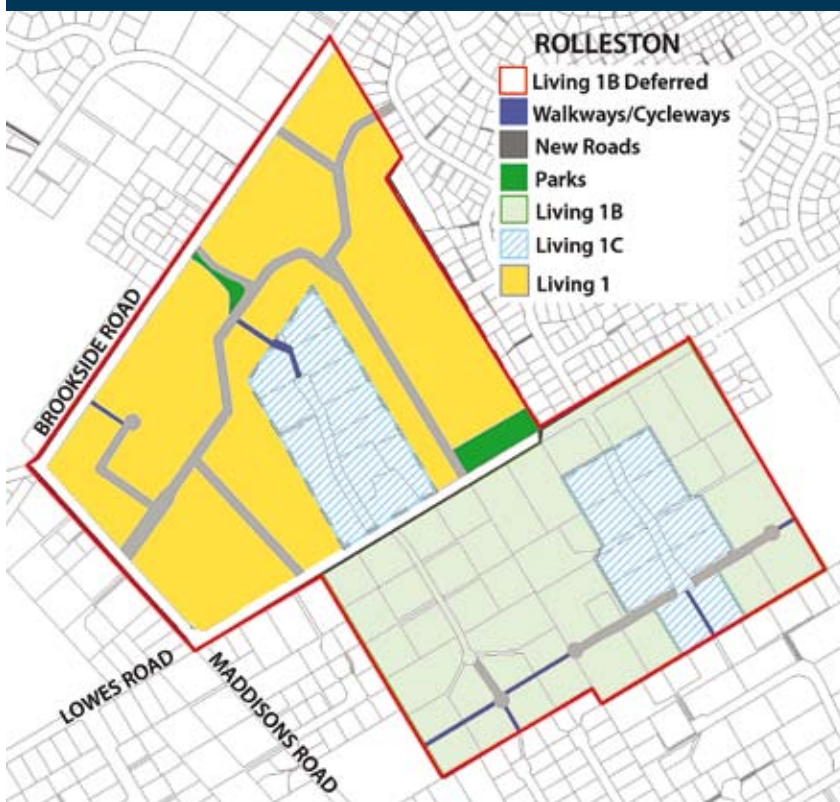 ROLLESTON
Living 1B Deferred
Walkways/Cycleways
New Roads
Parks
Living 1B
Living 1C
Living 1
BROOKSIDE ROAD
LOWES ROAD
MADDISONS ROAD